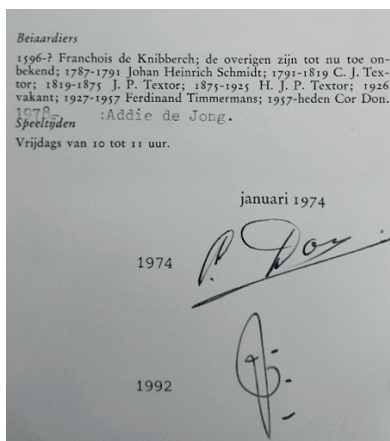 Beiaardiers
1596-? Franchois de Knibberch; de overigen zijn tot nu toe on-
bekend; 1787-1791 Johan Heinrich Schmidt; 1791-1819 C. J. Tex-
tor; 1819-1875 J. P. Textor; 1875-1925 H. J. P. Textor; 1926
vakant; 1927-1957 Ferdinand Timmermans; 1957-heden Cor Don.
1978- :Addie de Jong.
Speeltijden
Vrijdags van 10 tot 11 uur.
januari 1974
1974 Don
1992